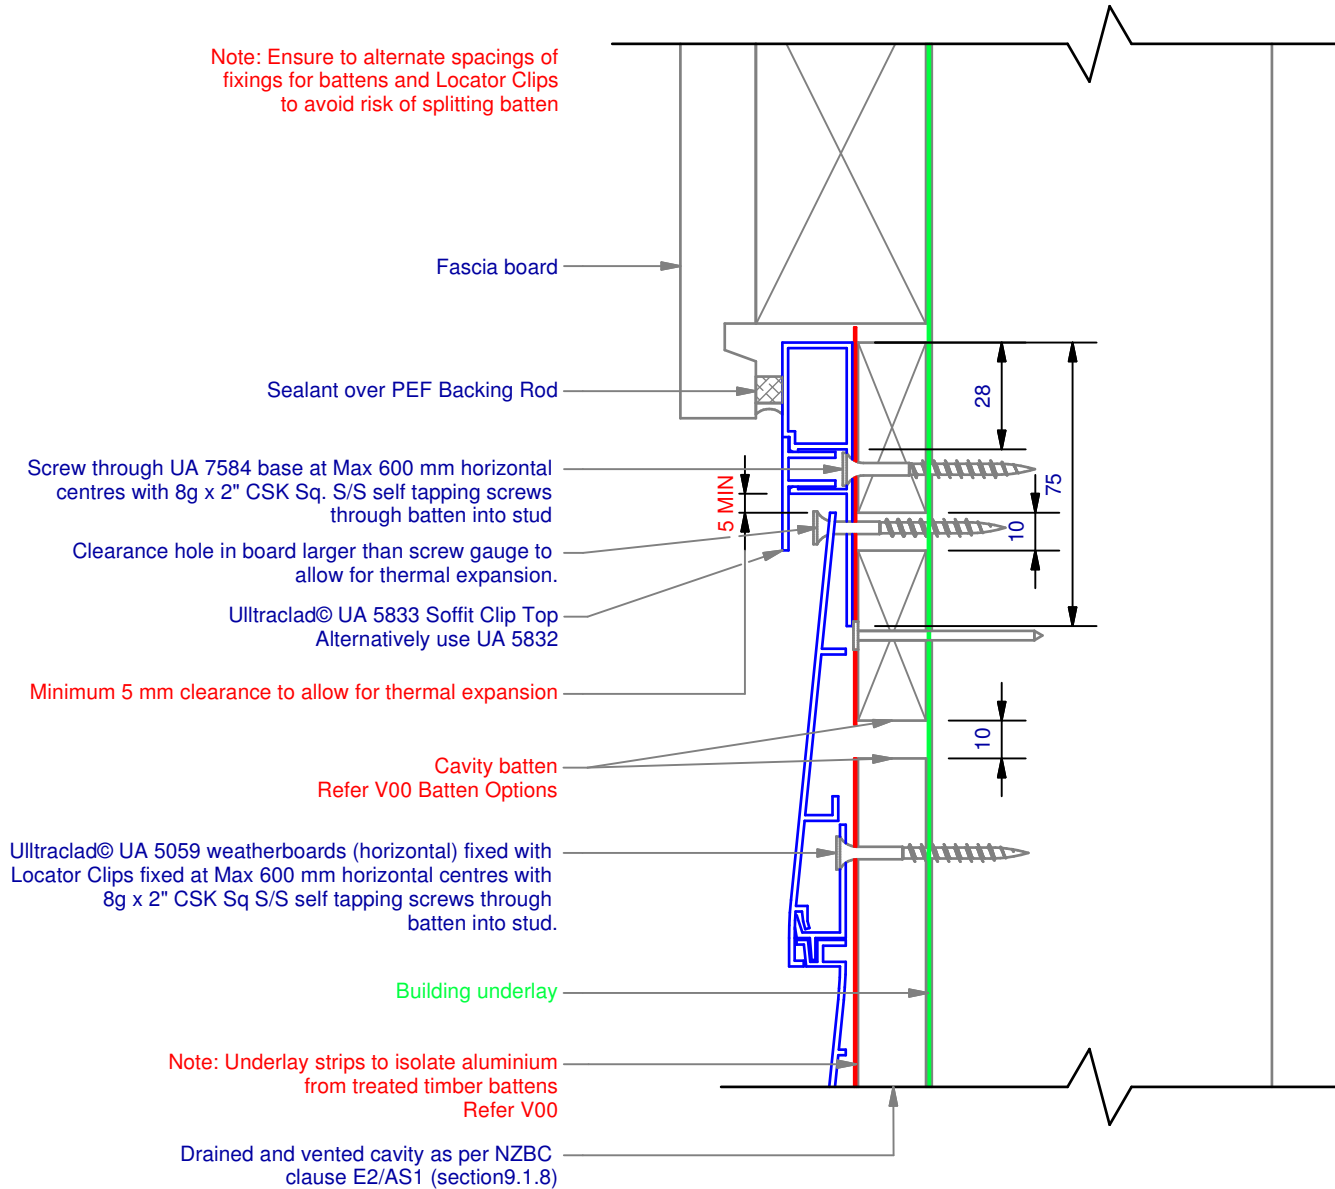 Note: Ensure to alternate spacings of
fixings for battens and Locator Clips
to avoid risk of splitting batten
Fascia board
Sealant over PEF Backing Rod
28
Screw through UA 7584 base at Max 600 mm horizontal
centres with 8g x 2" CSK Sq. S/S self tapping screws
through batten into stud
5 MIN
75
10
Clearance hole in board larger than screw gauge to
allow for thermal expansion.
Ulltraclad© UA 5833 Soffit Clip Top
Alternatively use UA 5832
Minimum 5 mm clearance to allow for thermal expansion
10
Cavity batten
Refer V00 Batten Options
Ulltraclad© UA 5059 weatherboards (horizontal) fixed with
Locator Clips fixed at Max 600 mm horizontal centres with
8g x 2" CSK Sq S/S self tapping screws through
batten into stud.
Building underlay
Note: Underlay strips to isolate aluminium
from treated timber battens
Refer V00
Drained and vented cavity as per NZBC
clause E2/AS1 (section9.1.8)